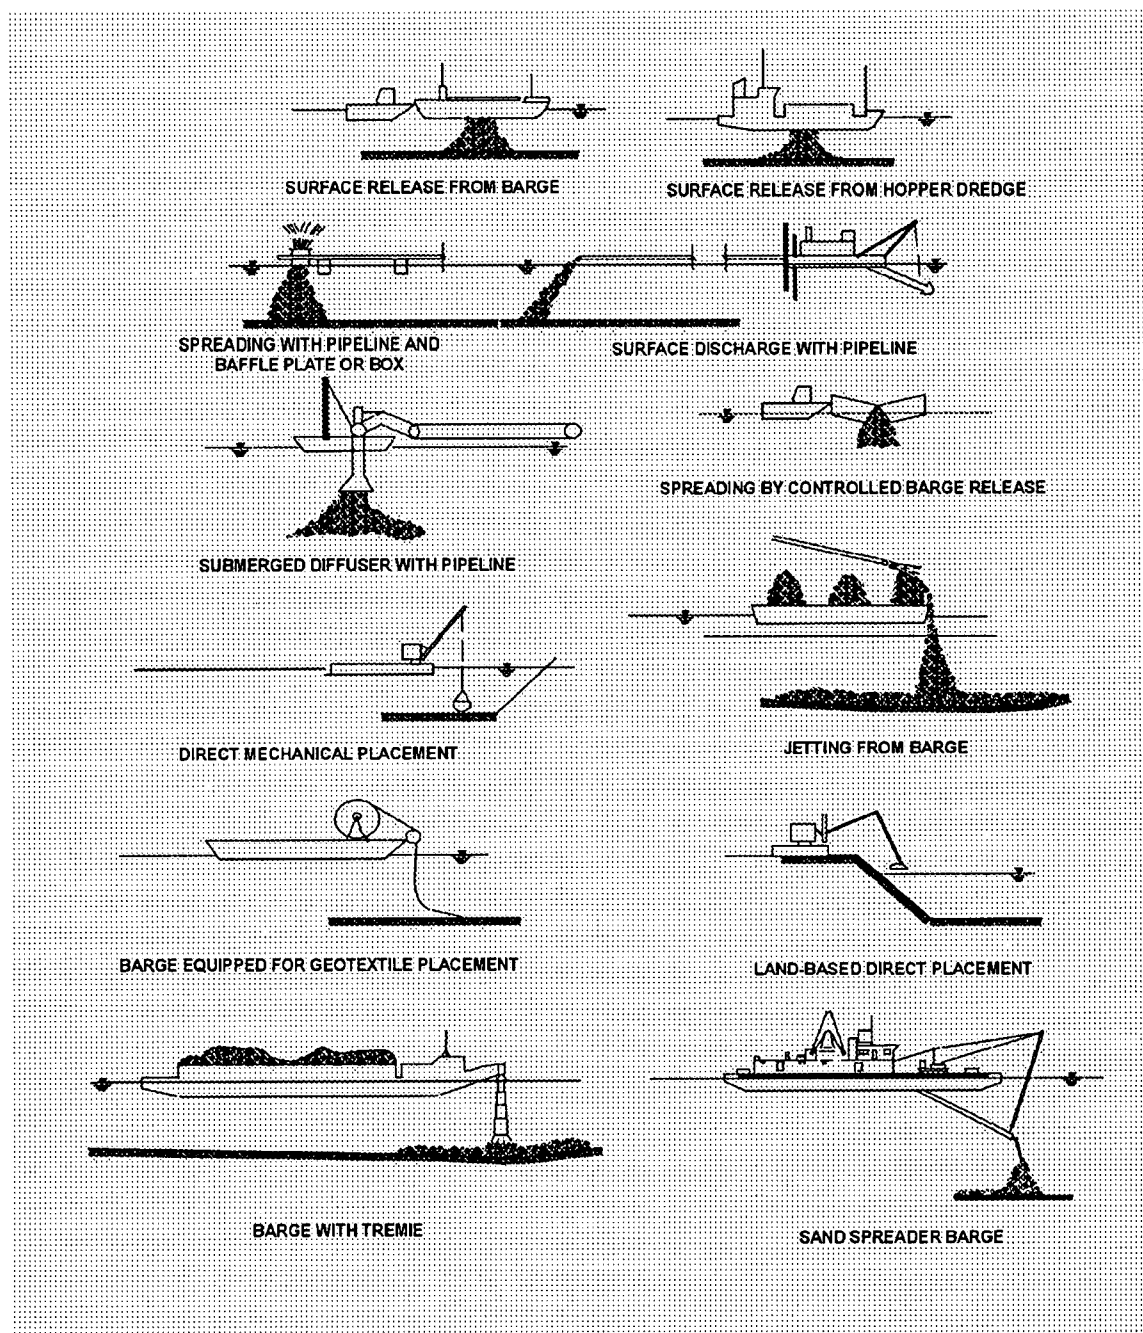 SURFACE RELEASE FROM BARGE
SURFACE RELEASE FROM HOPPER DREDGE
SPREADING WITH PIPELINE AND
BAFFLE PLATE OR BOX
SURFACE DISCHARGE WITH PIPELINE
SPREADING BY CONTROLLED BARGE RELEASE
SUBMERGED DIFFUSER WITH PIPELINE
DIRECT MECHANICAL PLACEMENT
JETTING FROM BARGE
BARGE EQUIPPED FOR GEOTEXTILE PLACEMENT
LAND-BASED DIRECT PLACEMENT
BARGE WITH TREMIE
SAND SPREADER BARGE